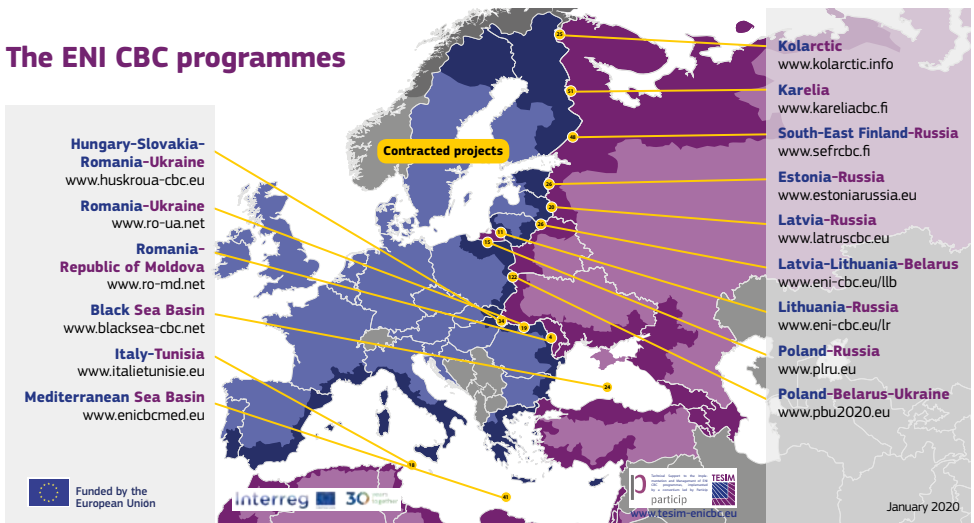 The ENI CBC programmes
Contracted projects
Hungary-Slovakia-
Romania-Ukraine
www.huskroua-cbc.eu
Romania-Ukraine
www.ro-ua.net
Romania-
Republic of Moldova
www.ro-md.net
Black Sea Basin
www.blacksea-cbc.net
Italy-Tunisia
www.italietunisie.eu
Mediterranean Sea Basin
www.enicbcmed.eu
Kolarctic
www.kolarctic.info
Karelia
www.kareliacbc.fi
South-East Finland-Russia
www.sefrcbc.fi
Estonia-Russia
www.estoniarussia.eu
Latvia-Russia
www.latruscbc.eu
Latvia-Lithuania-Belarus
www.eni-cbc.eu/llb
Lithuania-Russia
www.eni-cbc.eu/lr
Poland-Russia
www.plru.eu
Poland-Belarus-Ukraine
www.pbu2020.eu
25
51
26
20
26
11
15
122
34
19
24
18
41
Funded by the
European Union
Interreg
30 years
together
p
particip
TESIM
www.tesim-enicbc.eu
January 2020